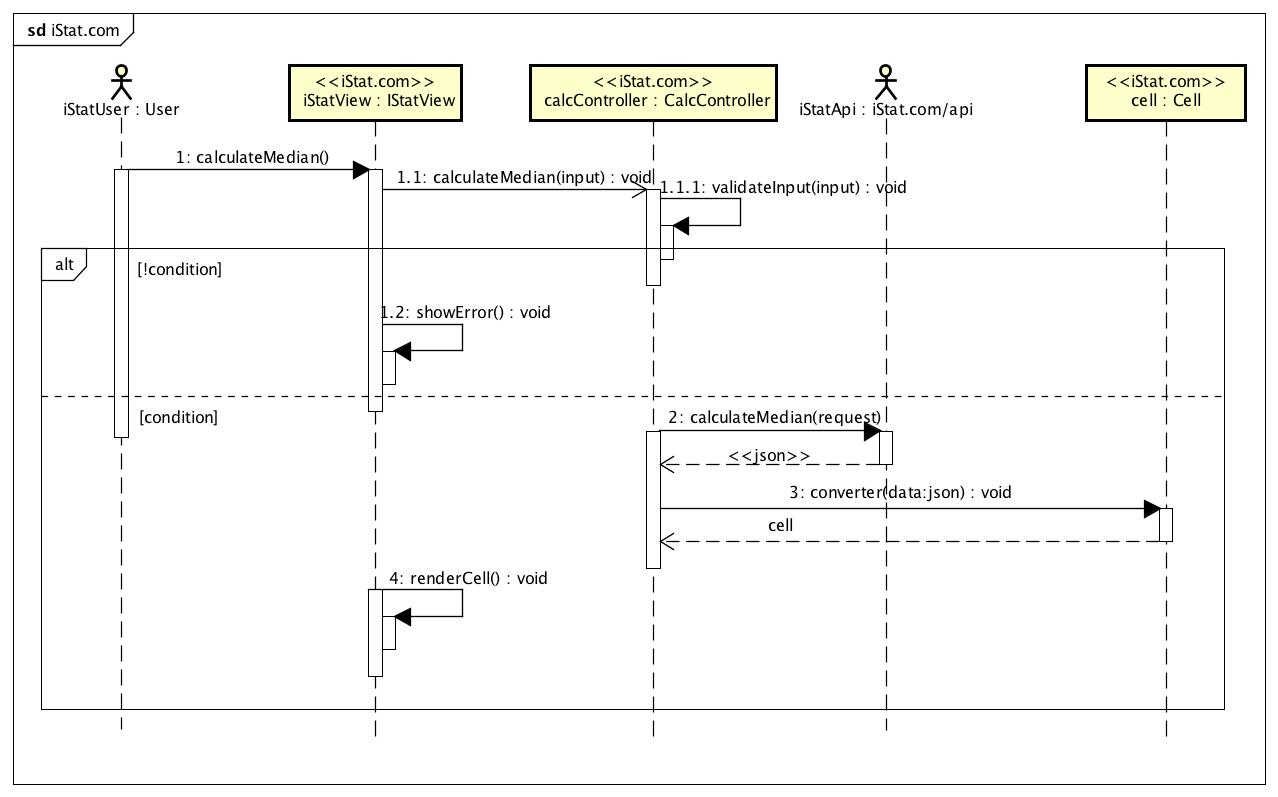 sd iStat.com
iStatUser : User
<<iStat.com>>
iStatView : IStatView
<<iStat.com>>
calcController : CalcController
iStatApi : iStat.com/api
<<iStat.com>>
cell : Cell
1: calculateMedian()
1.1: calculateMedian(input) : void
1.1.1: validateInput(input) : void
alt
[!condition]
1.2: showError() : void
[condition]
2: calculateMedian(request)
<<json>>
3: converter(data:json) : void
cell
4: renderCell() : void